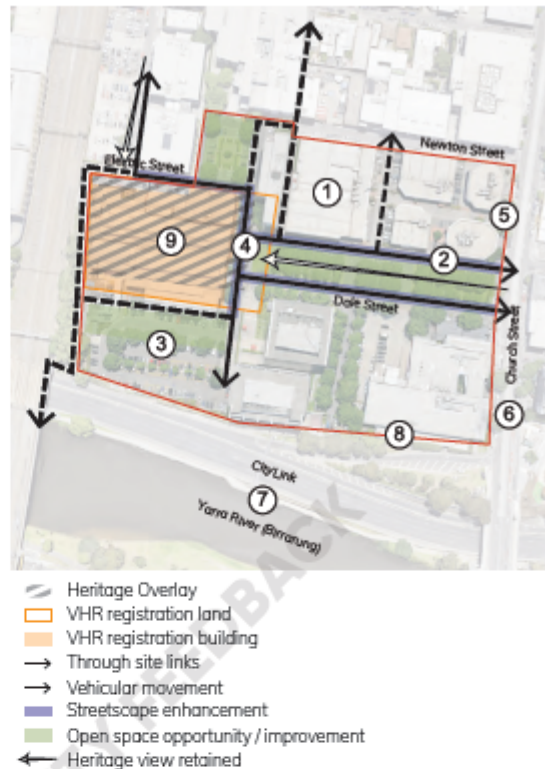 Newton Street
Electric Street
1
5
9
4
2
Dale Street
Church Street
3
6
8
CityLink
7
Yarra River (Birrarung)
Heritage Overlay
VHR registration land
VHR registration building
Through site links
Vehicular movement
Streetscape enhancement
Open space opportunity / improvement
Heritage view retained
FEEDBACK